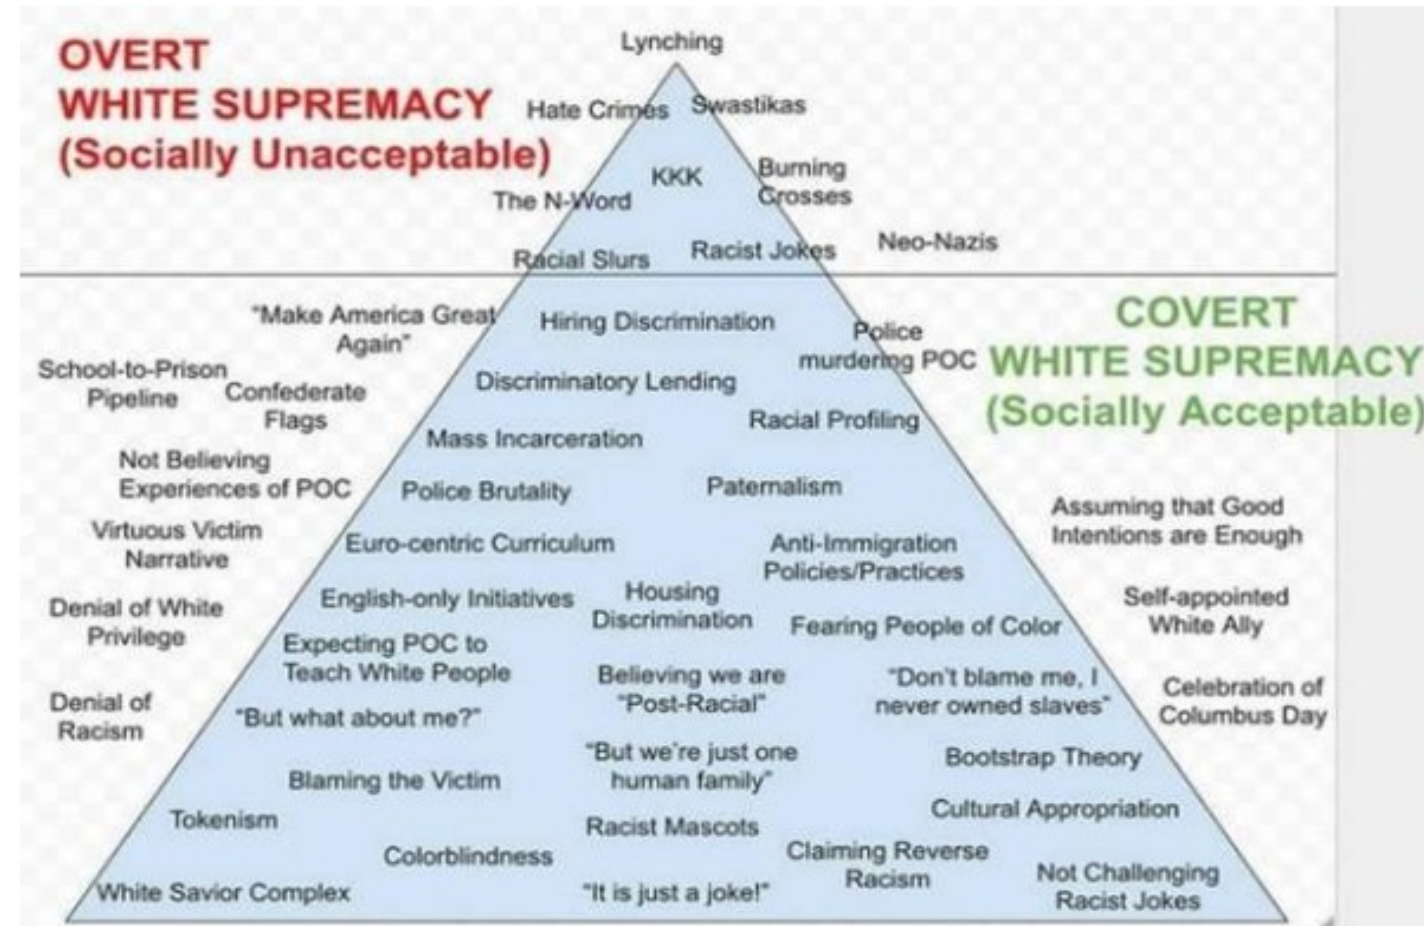 Lynching
OVERT
WHITE SUPREMACY
(Socially Unacceptable)
Hate Crimes
Swastikas
KKK
Burning
Crosses
The N-Word
Racial Slurs
Racist Jokes
Neo-Nazis
"Make America Great
Again"
Hiring Discrimination
Police
murdering POC
COVERT
WHITE SUPREMACY
(Socially Acceptable)
School-to-Prison
Pipeline
Confederate
Flags
Discriminatory Lending
Racial Profiling
Mass Incarceration
Not Believing
Experiences of POC
Police Brutality
Paternalism
Assuming that Good
Intentions are Enough
Virtuous Victim
Narrative
Euro-centric Curriculum
Anti-Immigration
Policies/Practices
Denial of White
Privilege
English-only Initiatives
Housing
Discrimination
Fearing People of Color
Self-appointed
White Ally
Expecting POC to
Teach White People
Believing we are
"Post-Racial"
"Don't blame me, I
never owned slaves"
Celebration of
Columbus Day
Denial of
Racism
"But what about me?"
"But we're just one
human family"
Bootstrap Theory
Blaming the Victim
Tokenism
Racist Mascots
Cultural Appropriation
Colorblindness
Claiming Reverse
Racism
Not Challenging
Racist Jokes
White Savior Complex
"It is just a joke!"